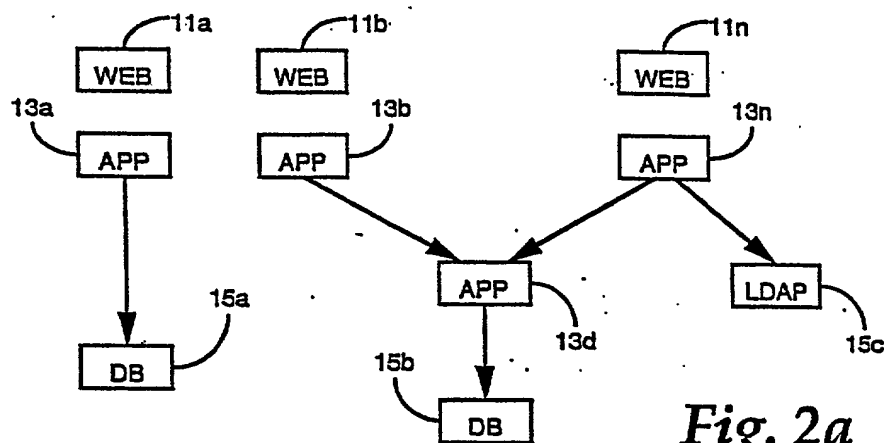 11a 11b 11n
WEB WEB WEB
13a 13b 13n
APP APP APP
APP LDAP
15a 13d 15c
DB 15b
DB
Fig. 2a